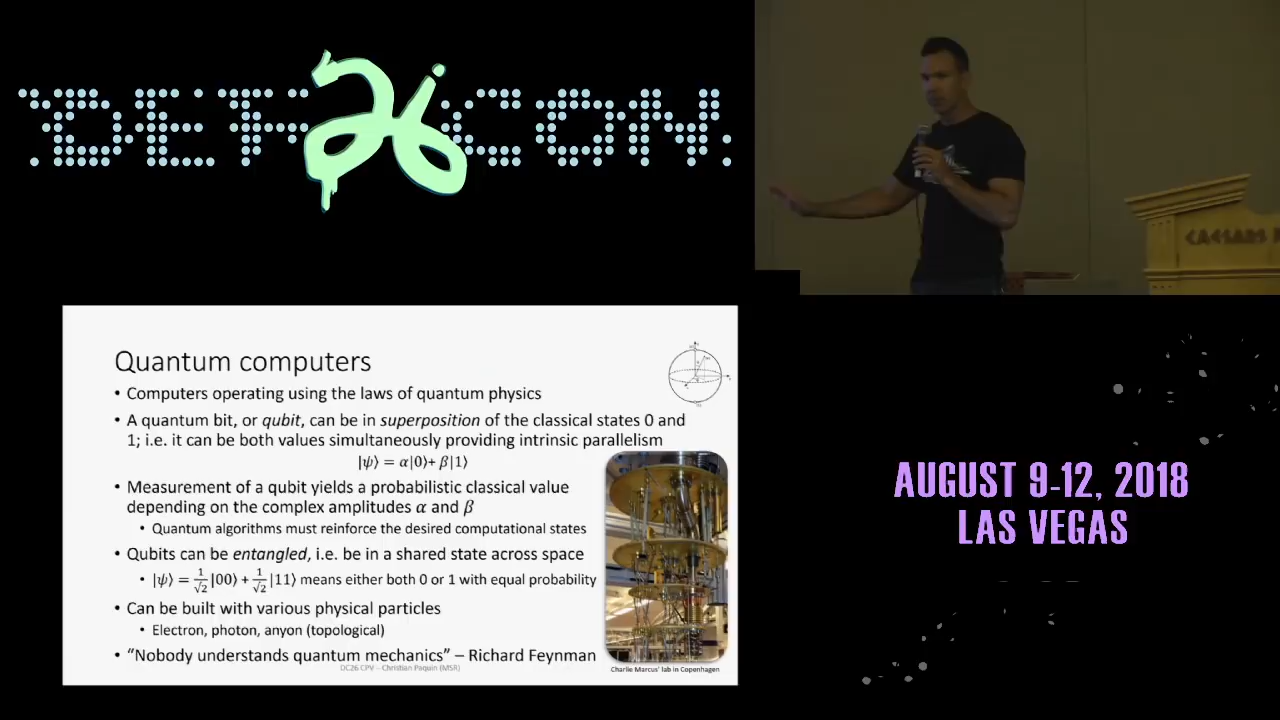 DEF CON
26
CAESARS
Quantum computers
• Computers operating using the laws of quantum physics
• A quantum bit, or qubit, can be in superposition of the classical states 0 and
1; i.e. it can be both values simultaneously providing intrinsic parallelism
|ψ⟩ = α|0⟩+ β|1⟩
• Measurement of a qubit yields a probabilistic classical value
depending on the complex amplitudes α and β
• Quantum algorithms must reinforce the desired computational states
• Qubits can be entangled, i.e. be in a shared state across space
• |ψ⟩ = 1/√2 |00⟩ + 1/√2 |11⟩ means either both 0 or 1 with equal probability
• Can be built with various physical particles
• Electron, photon, anyon (topological)
• “Nobody understands quantum mechanics” – Richard Feynman
DC26 CPV – Christian Paquin (MSR)
Charlie Marcus' lab in Copenhagen
AUGUST 9-12, 2018
LAS VEGAS